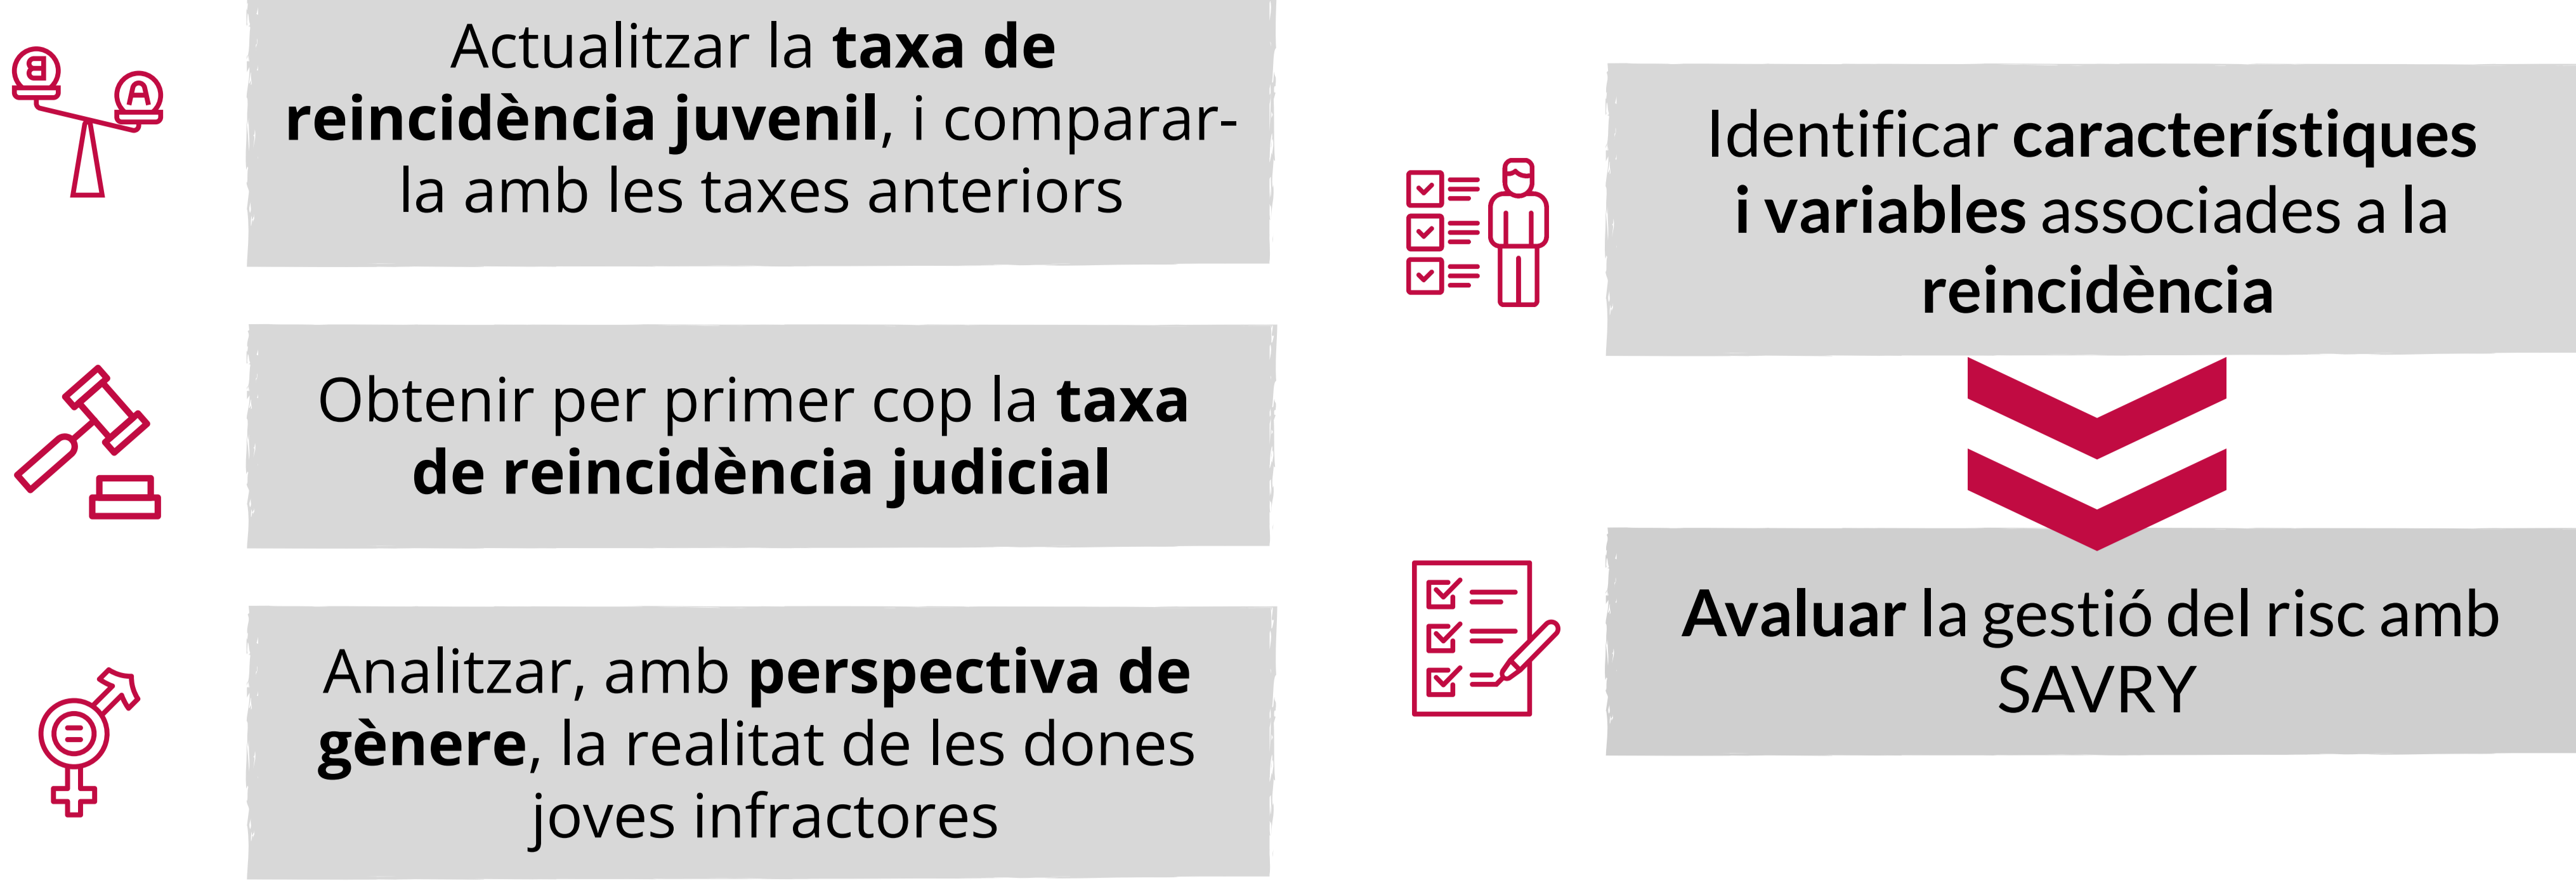 B
A
Actualitzar la taxa de
reincidència juvenil, i comparar-
la amb les taxes anteriors
Obtenir per primer cop la taxa
de reincidència judicial
Analitzar, amb perspectiva de
gènere, la realitat de les dones
joves infractores
Identificar característiques
i variables associades a la
reincidència
Avaluar la gestió del risc amb
SAVRY